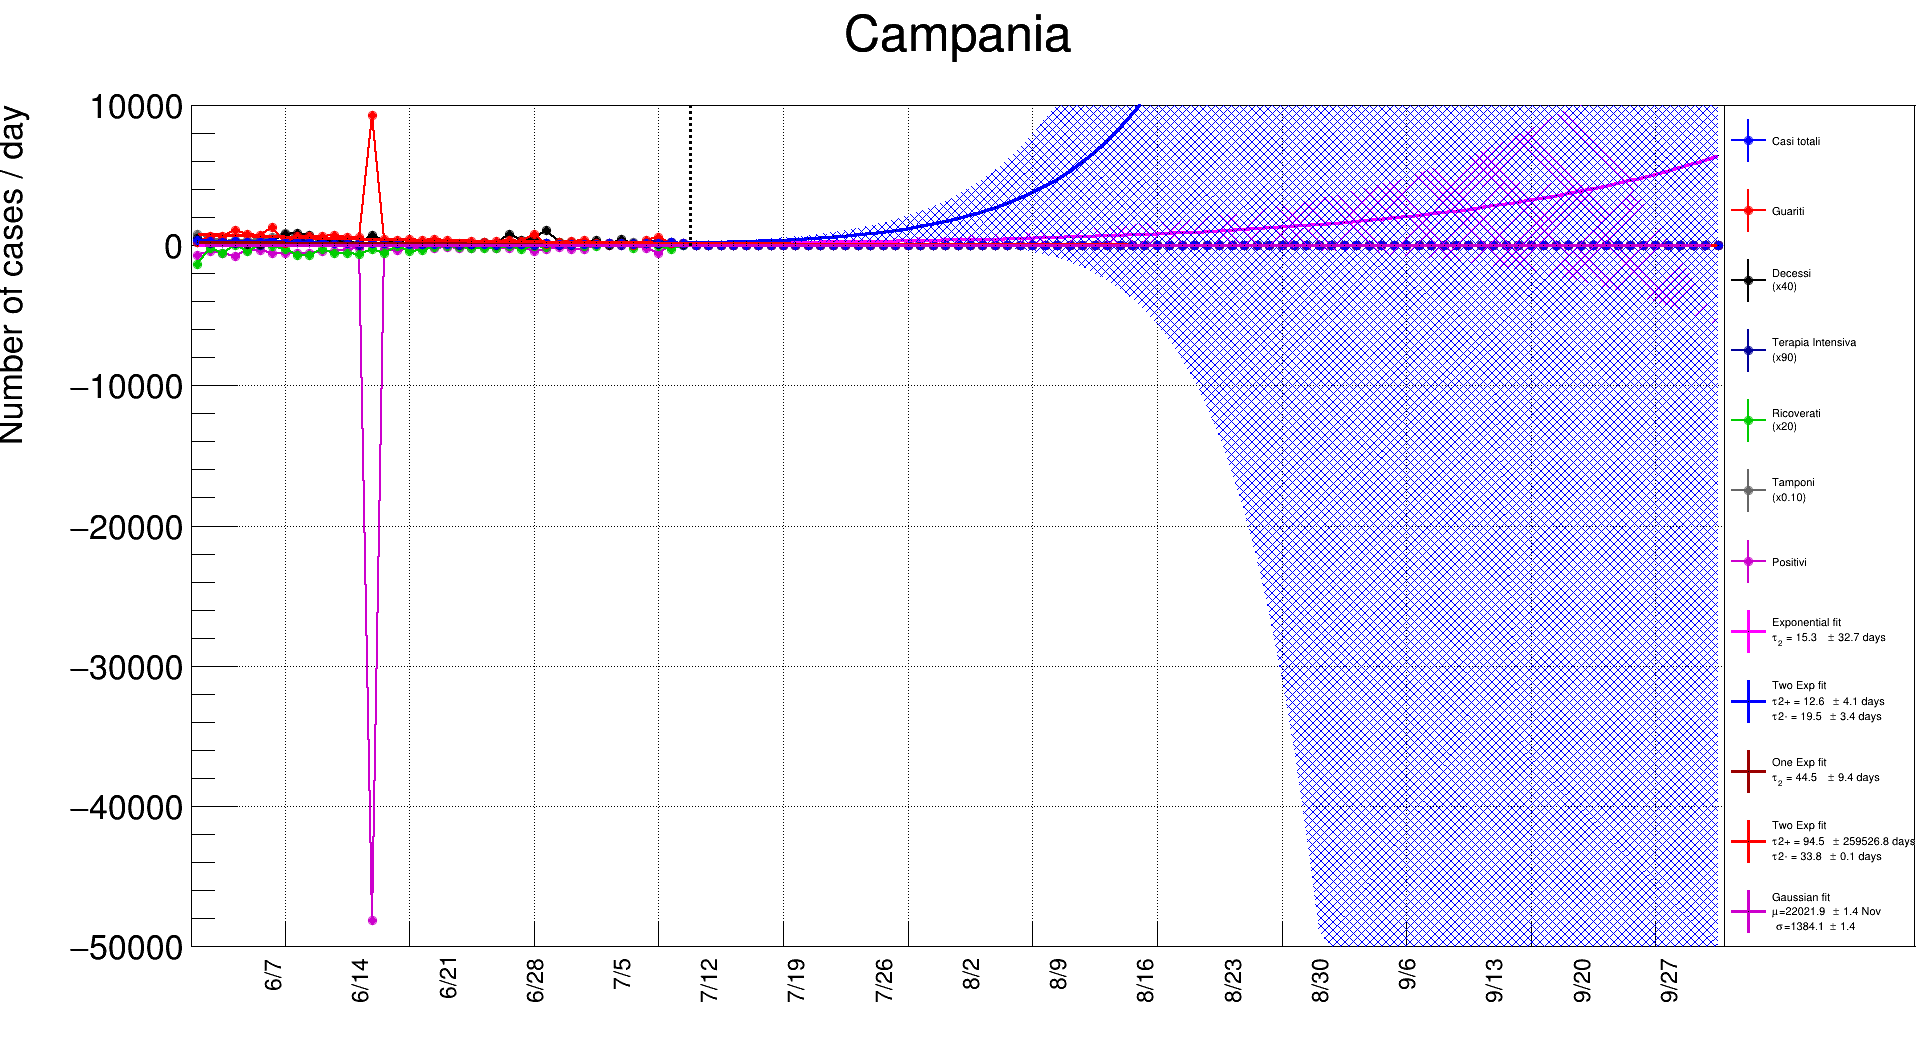 Campania
Number of cases / day
10000
0
−10000
−20000
−30000
−40000
−50000
6/7
6/14
6/21
6/28
7/5
7/12
7/19
7/26
8/2
8/9
8/16
8/23
8/30
9/6
9/13
9/20
9/27
Casi totali
Guariti
Decessi
(x40)
Terapia Intensiva
(x90)
Ricoverati
(x20)
Tamponi
(x0.10)
Positivi
Exponential fit
τ2 = 15.3 ± 32.7 days
Two Exp fit
τ2+ = 12.6 ± 4.1 days
τ2- = 19.5 ± 3.4 days
One Exp fit
τ2 = 44.5 ± 9.4 days
Two Exp fit
τ2+ = 94.5 ± 259526.8 days
τ2- = 33.8 ± 0.1 days
Gaussian fit
μ=22021.9 ± 1.4 Nov
σ=1384.1 ± 1.4